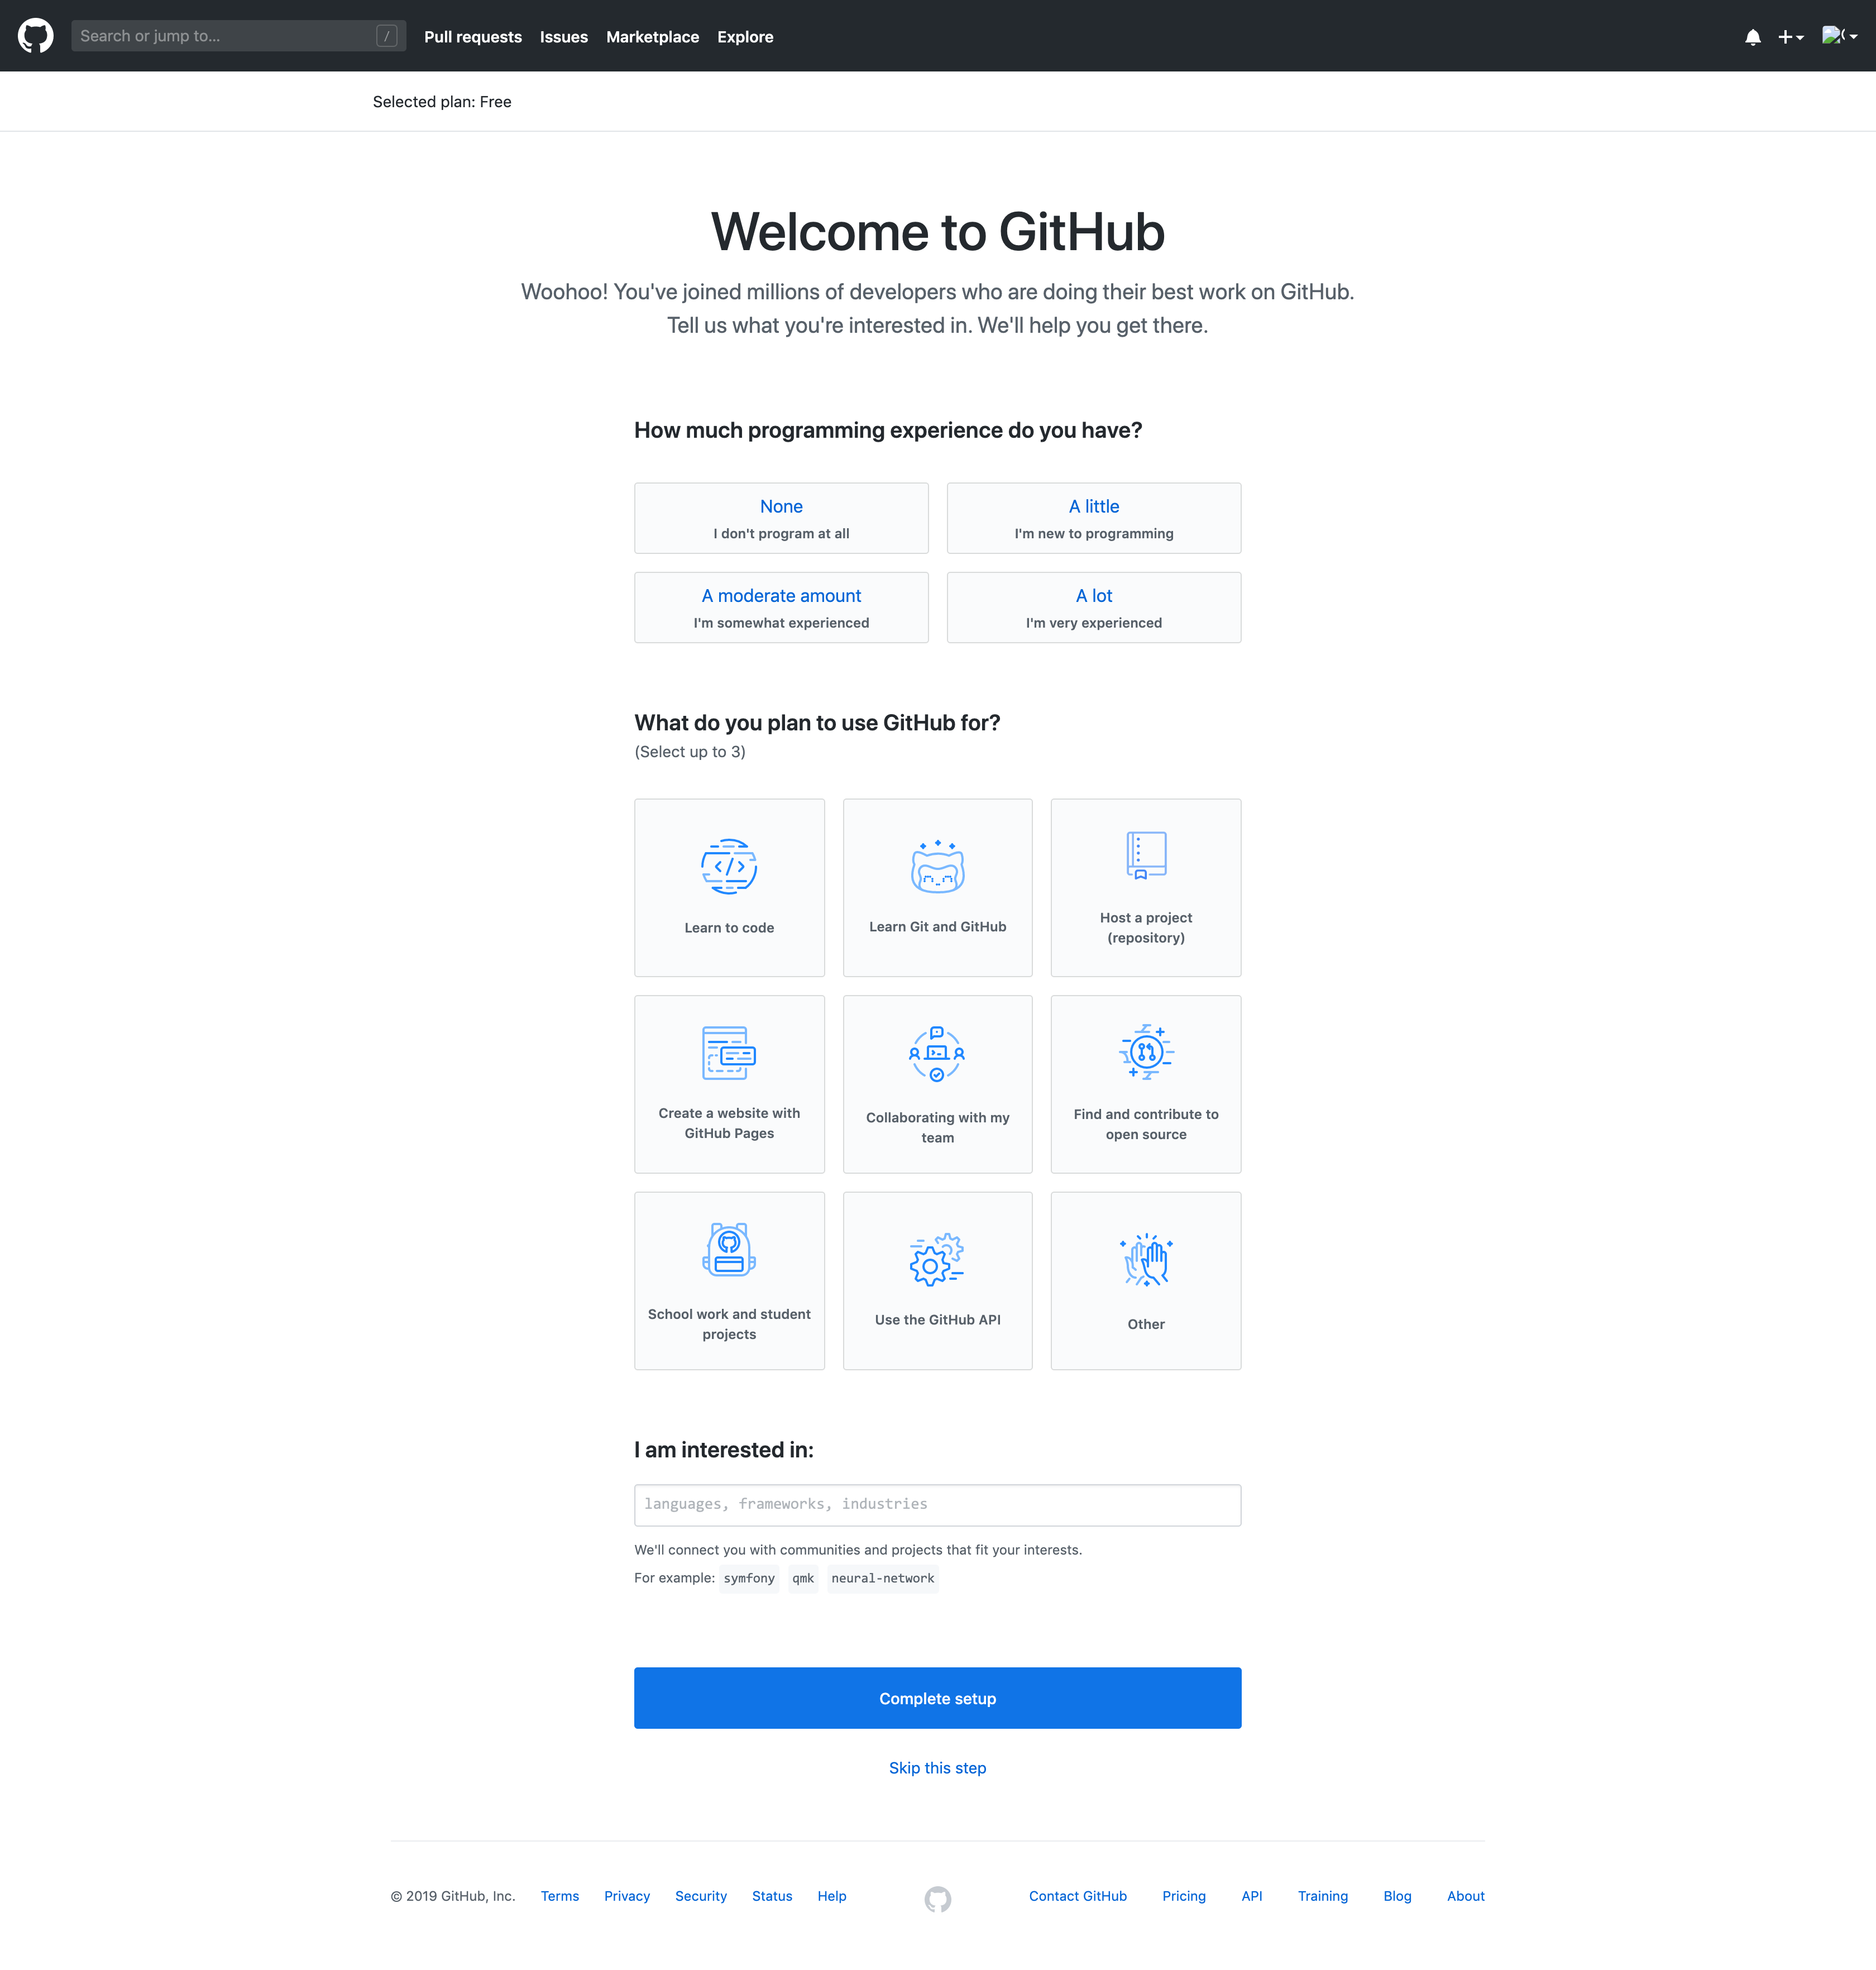 Search or jump to... /
Pull requests Issues Marketplace Explore
Selected plan: Free
Welcome to GitHub
Woohoo! You've joined millions of developers who are doing their best work on GitHub.
Tell us what you're interested in. We'll help you get there.
How much programming experience do you have?
None
I don't program at all
A little
I'm new to programming
A moderate amount
I'm somewhat experienced
A lot
I'm very experienced
What do you plan to use GitHub for?
(Select up to 3)
Learn to code
Learn Git and GitHub
Host a project
(repository)
Create a website with
GitHub Pages
Collaborating with my
team
Find and contribute to
open source
School work and student
projects
Use the GitHub API
Other
I am interested in:
languages, frameworks, industries
We'll connect you with communities and projects that fit your interests.
For example: symfony qmk neural-network
Complete setup
Skip this step
© 2019 GitHub, Inc. Terms Privacy Security Status Help Contact GitHub Pricing API Training Blog About